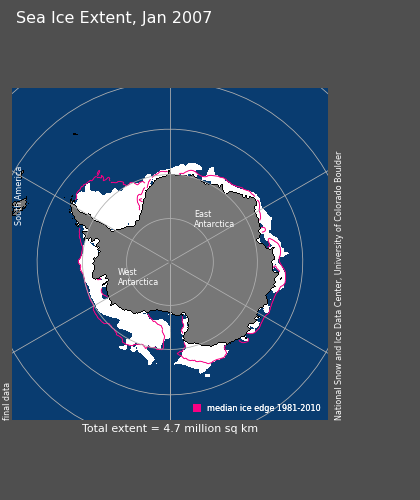 Sea Ice Extent, Jan 2007
South America
East
Antarctica
West
Antarctica
National Snow and Ice Data Center, University of Colorado Boulder
final data
median ice edge 1981-2010
Total extent = 4.7 million sq km